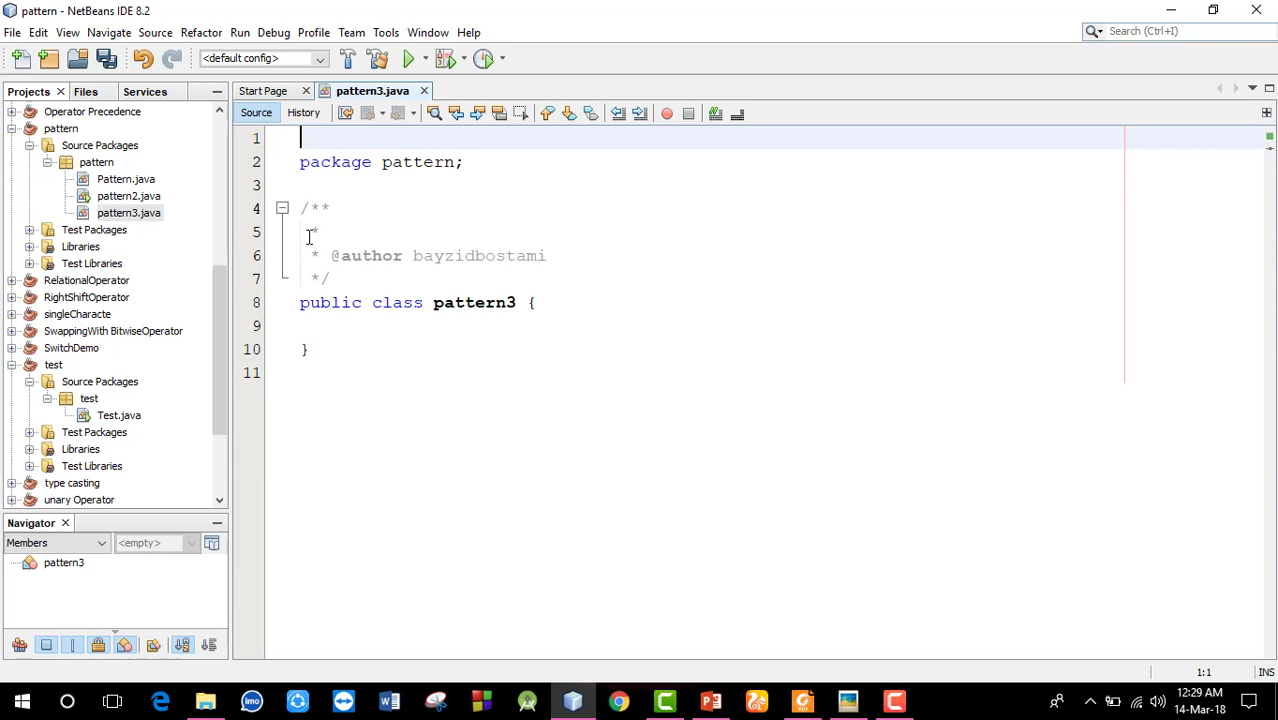 pattern - NetBeans IDE 8.2
File Edit View Navigate Source Refactor Run Debug Profile Team Tools Window Help
Search (Ctrl+I)
<default config>
Projects Files Services
Start Page pattern3.java
Source History
Operator Precedence
pattern
Source Packages
pattern
Pattern.java
pattern2.java
pattern3.java
Test Packages
Libraries
Test Libraries
RelationalOperator
RightShiftOperator
singleCharacte
SwappingWith BitwiseOperator
SwitchDemo
test
Source Packages
test
Test.java
Test Packages
Libraries
Test Libraries
type casting
unary Operator
1
2 package pattern;
3
4 /**
5 *
6 * @author bayzidbostami
7 */
8 public class pattern3 {
9
10 }
11
Navigator
Members <empty>
pattern3
1:1 INS
12:29 AM
14-Mar-18